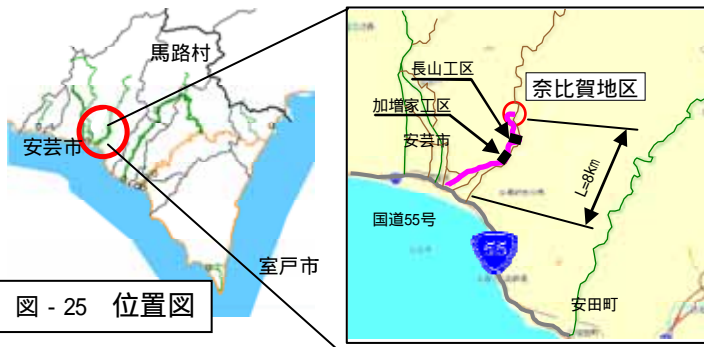 馬路村
安芸市
室戸市
図 - 25 位置図
長山工区
奈比賀地区
加増家工区
安芸市
L=8Km
国道55号
55
安田町